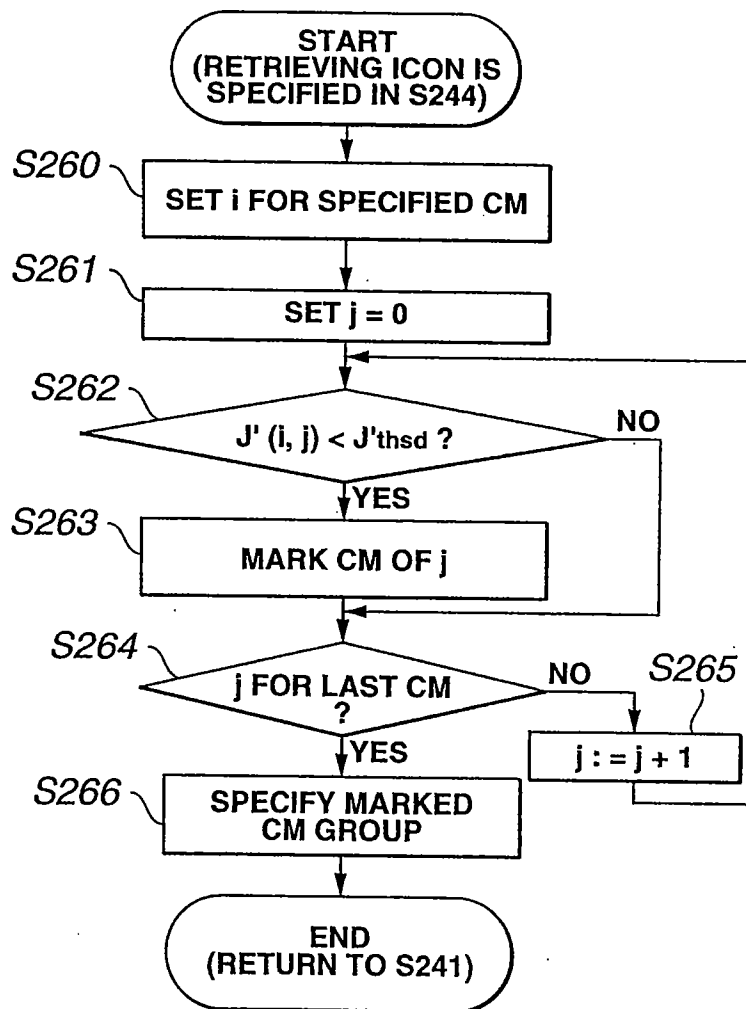 START
(RETRIEVING ICON IS
SPECIFIED IN S244)
S260
SET i FOR SPECIFIED CM
S261
SET j = 0
S262
J' (i, j) < J'thsd ?
NO
YES
S263
MARK CM OF j
S264
j FOR LAST CM
?
NO
S265
j : = j + 1
YES
S266
SPECIFY MARKED
CM GROUP
END
(RETURN TO S241)